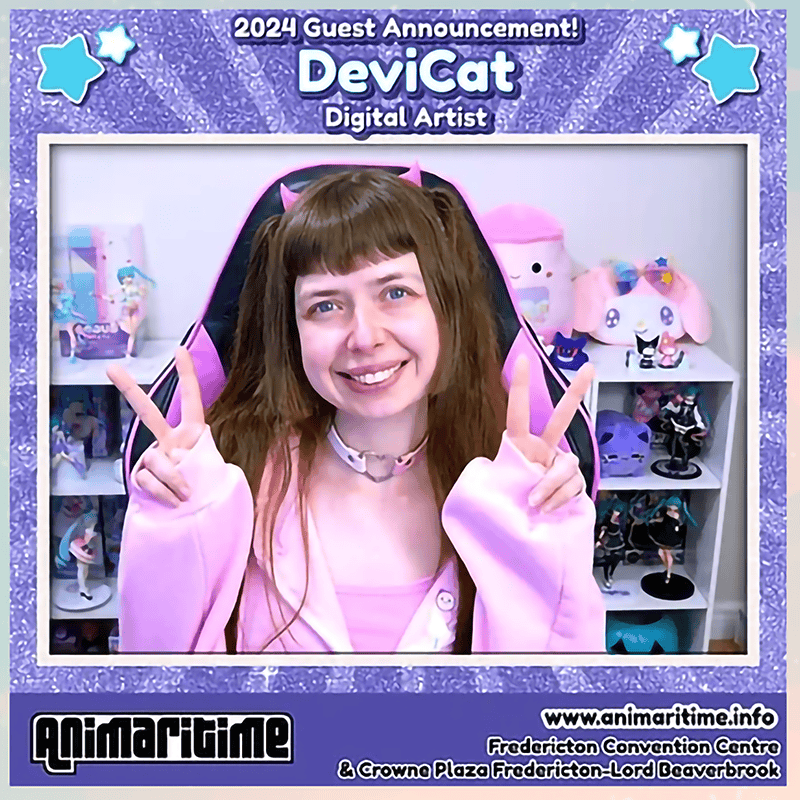 2024 Guest Announcement!
DeviCat
Digital Artist
Animaritime
www.animaritime.info
Fredericton Convention Centre
& Crowne Plaza Fredericton-Lord Beaverbrook